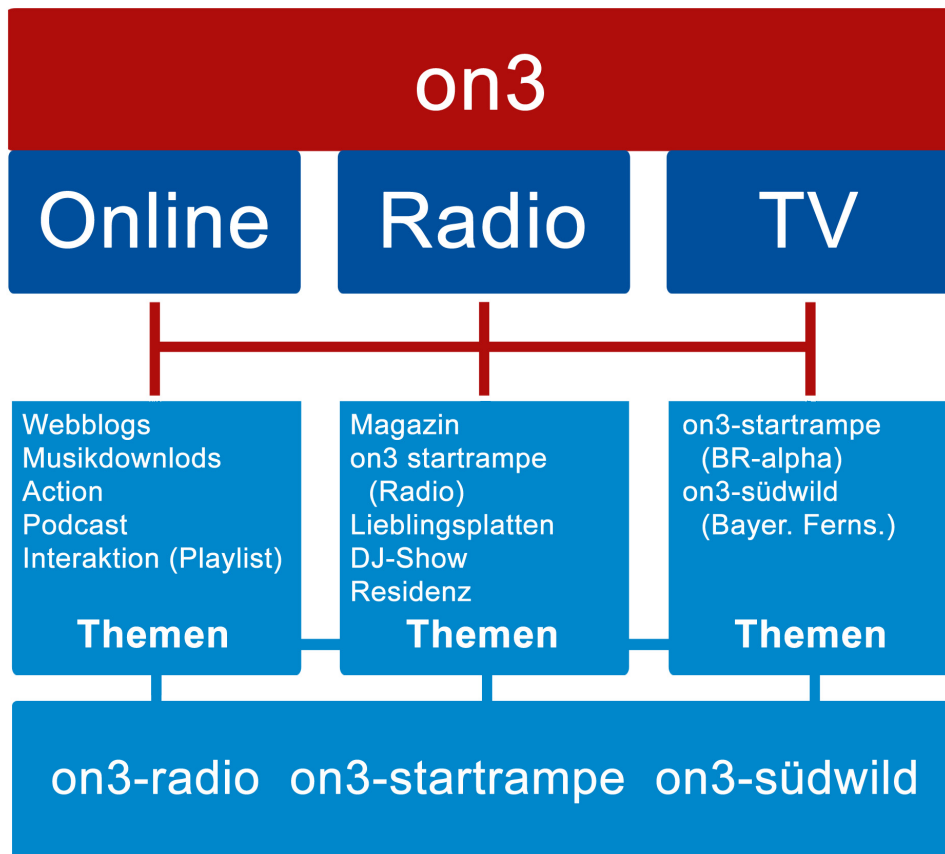 on3
Online
Radio
TV
Webblogs
Musikdownlods
Action
Podcast
Interaktion (Playlist)
Themen
Magazin
on3 startrampe
(Radio)
Lieblingsplatten
DJ-Show
Residenz
Themen
on3-startrampe
(BR-alpha)
on3-südwild
(Bayer. Ferns.)
Themen
on3-radio
on3-startrampe
on3-südwild